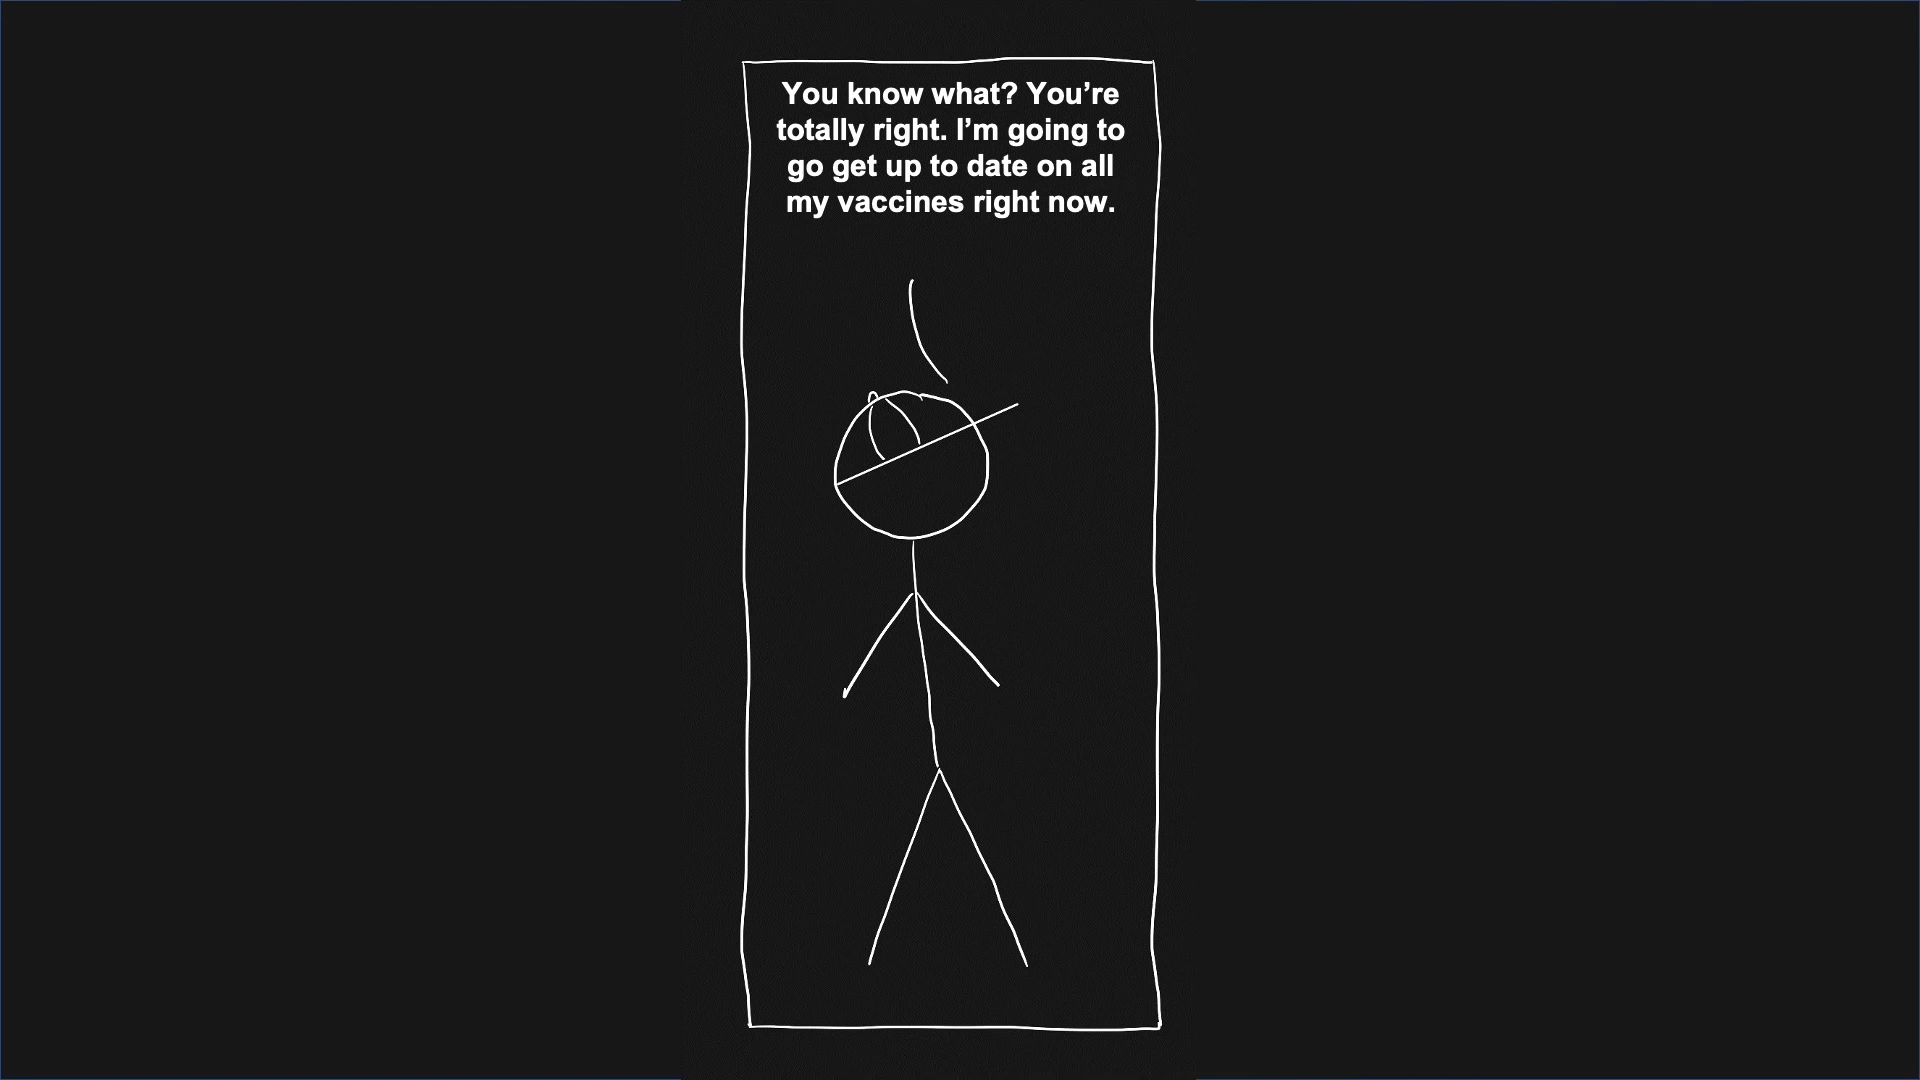 You know what? You’re
totally right. I’m going to
go get up to date on all
my vaccines right now.